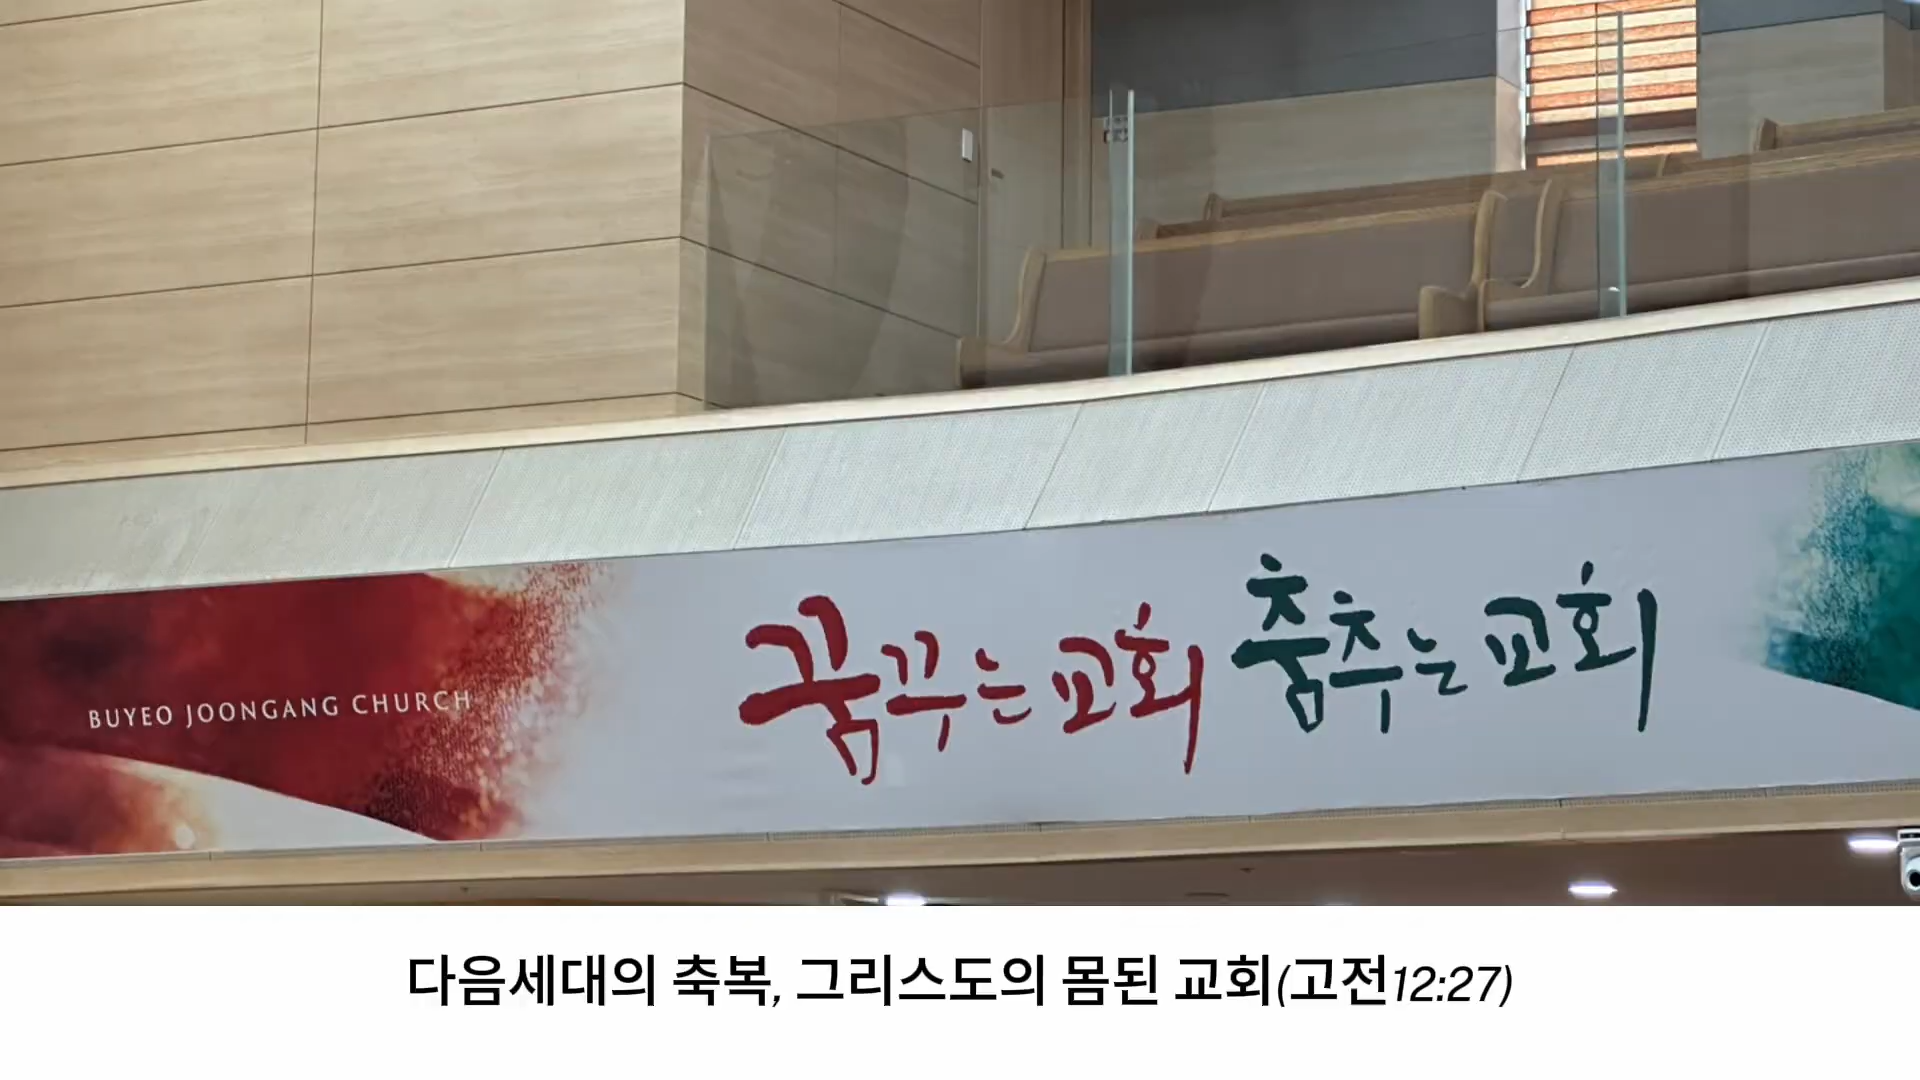 BUYEO JOONGANG CHURCH
꿈꾸는 교회 춤추는 교회
다음세대의 축복, 그리스도의 몸된 교회(고전12:27)